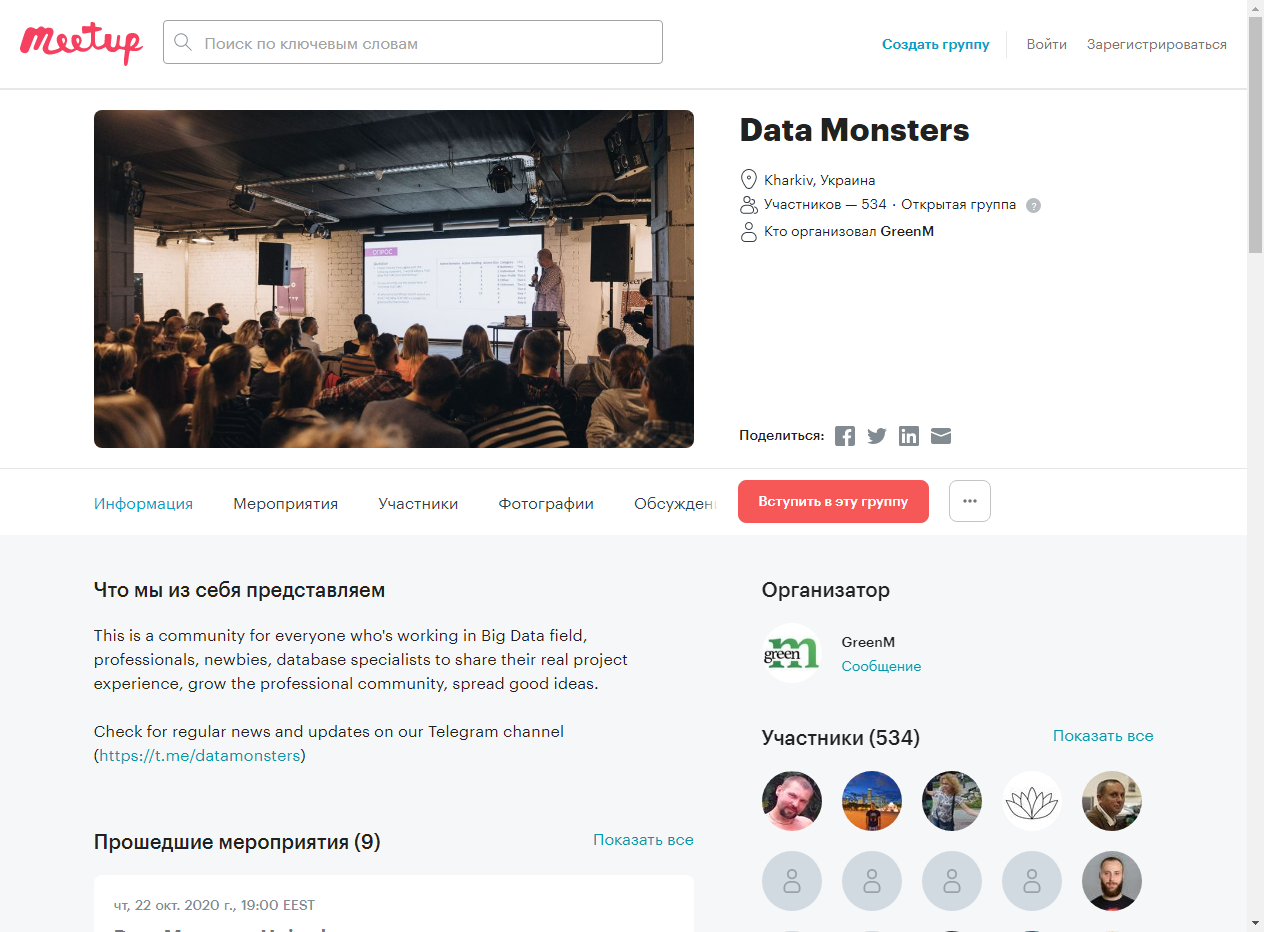 meetup
Поиск по ключевым словам
Создать группу
Войти
Зарегистрироваться
Data Monsters
Kharkiv, Украина
Участников — 534 · Открытая группа
?
Кто организовал GreenM
ОПРОС
Поделиться:
Информация
Мероприятия
Участники
Фотографии
Вступить в эту группу
Что мы из себя представляем
This is a community for everyone who's working in Big Data field,
professionals, newbies, database specialists to share their real project
experience, grow the professional community, spread good ideas.
Check for regular news and updates on our Telegram channel
(https://t.me/datamonsters)
Прошедшие мероприятия (9)
Показать все
чт, 22 окт. 2020 г., 19:00 EEST
Организатор
green m
GreenM
Сообщение
Участники (534)
Показать все